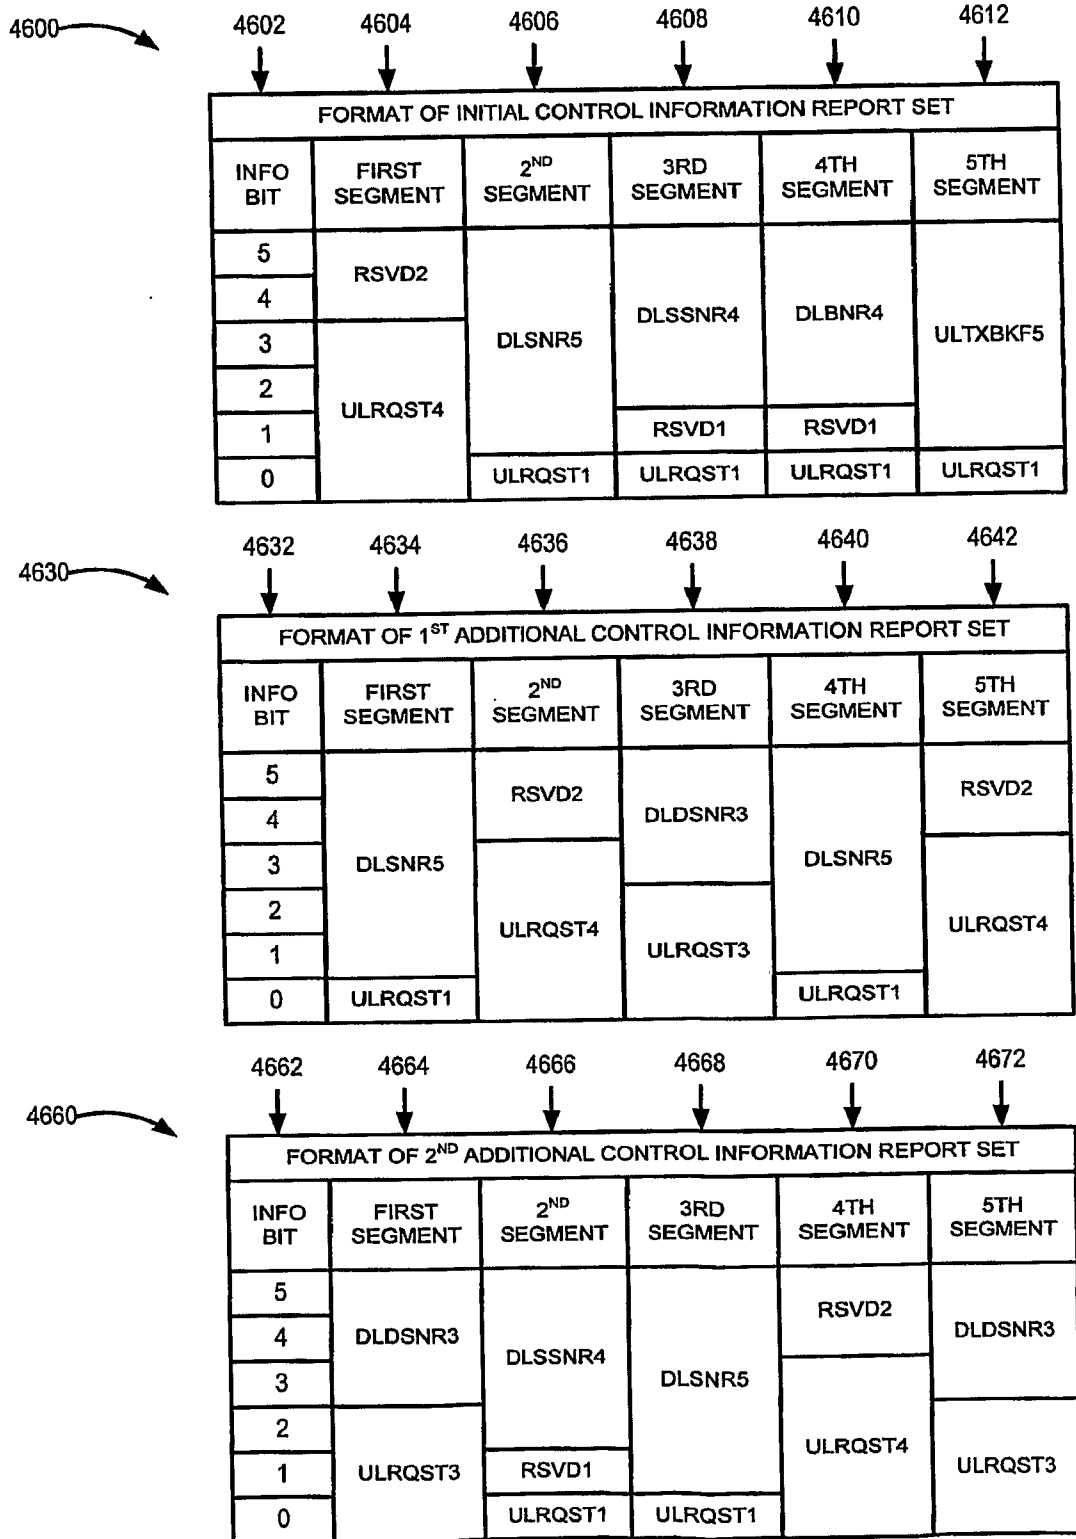 4600
4602 4604 4606 4608 4610 4612
FORMAT OF INITIAL CONTROL INFORMATION REPORT SET
INFO BIT
FIRST SEGMENT
2ND SEGMENT
3RD SEGMENT
4TH SEGMENT
5TH SEGMENT
5
4
3
2
1
0
RSVD2
ULRQST4
DLSNR5
ULRQST1
DLSSNR4
RSVD1
ULRQST1
DLBNR4
RSVD1
ULRQST1
ULTXBKF5
ULRQST1
4630
4632 4634 4636 4638 4640 4642
FORMAT OF 1ST ADDITIONAL CONTROL INFORMATION REPORT SET
INFO BIT
FIRST SEGMENT
2ND SEGMENT
3RD SEGMENT
4TH SEGMENT
5TH SEGMENT
5
4
3
2
1
0
DLSNR5
ULRQST1
RSVD2
ULRQST4
DLDSNR3
ULRQST3
DLSNR5
ULRQST1
RSVD2
ULRQST4
4660
4662 4664 4666 4668 4670 4672
FORMAT OF 2ND ADDITIONAL CONTROL INFORMATION REPORT SET
INFO BIT
FIRST SEGMENT
2ND SEGMENT
3RD SEGMENT
4TH SEGMENT
5TH SEGMENT
5
4
3
2
1
0
DLDSNR3
ULRQST3
DLSSNR4
RSVD1
ULRQST1
DLSNR5
ULRQST1
RSVD2
ULRQST4
DLDSNR3
ULRQST3